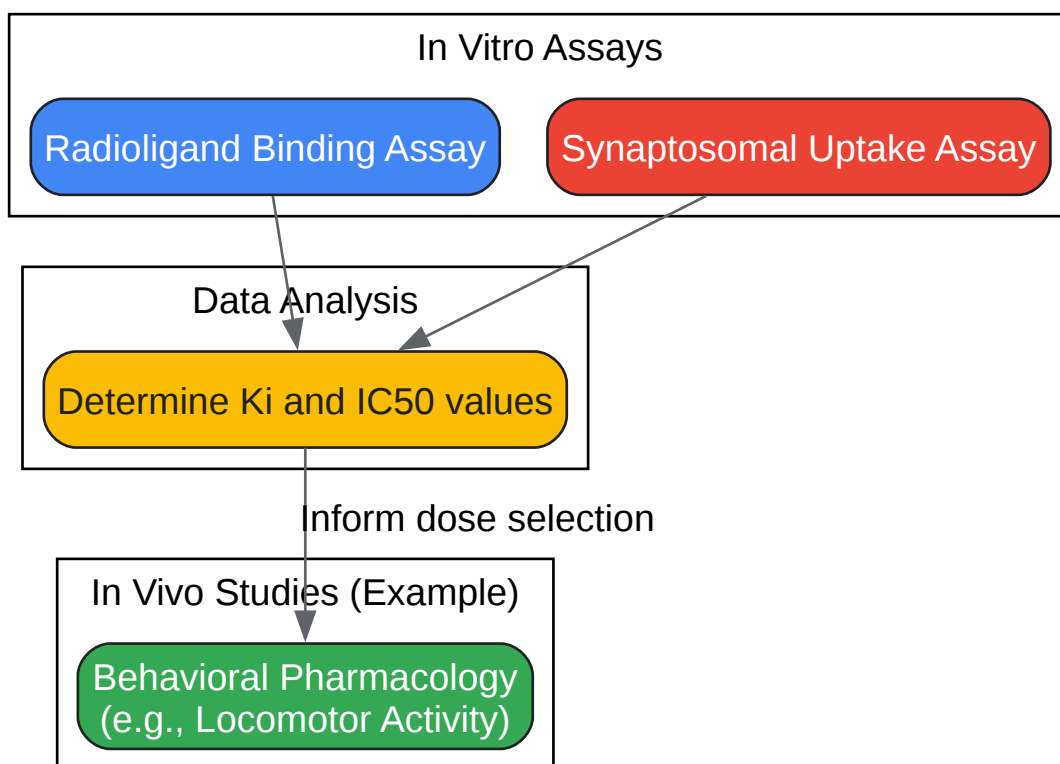 In Vitro Assays
Radioligand Binding Assay
Synaptosomal Uptake Assay
Data Analysis
Determine Ki and IC50 values
Inform dose selection
In Vivo Studies (Example)
Behavioral Pharmacology
(e.g., Locomotor Activity)